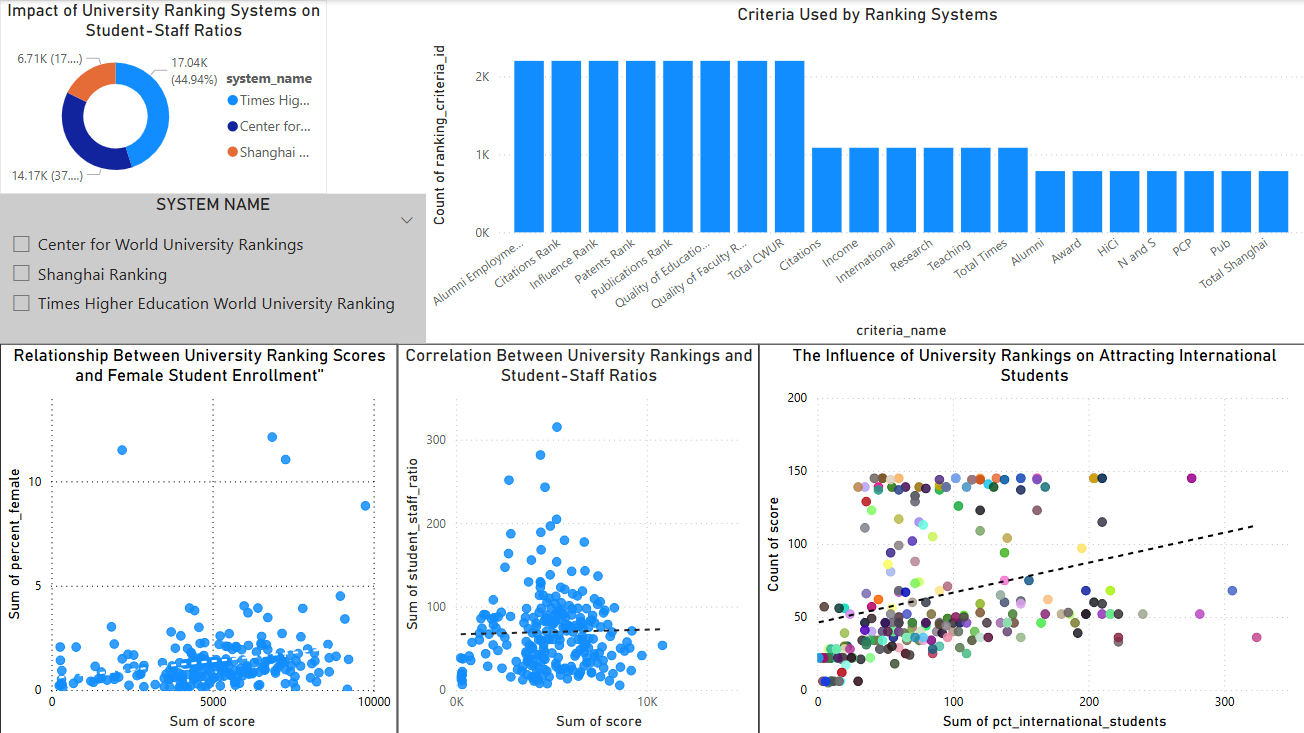 Impact of University Ranking Systems on
Student-Staff Ratios
6.71K (17....)
17.04K
(44.94%)
14.17K (37....)
system_name
Times Hig...
Center for...
Shanghai ...
SYSTEM NAME
Center for World University Rankings
Shanghai Ranking
Times Higher Education World University Ranking
Criteria Used by Ranking Systems
Count of ranking_criteria_id
2K
1K
0K
Alumni Employme...
Citations Rank
Influence Rank
Patents Rank
Publications Rank
Quality of Educatio...
Quality of Faculty R...
Total CWUR
Citations
Income
International
Research
Teaching
Total Times
Alumni
Award
HiCi
N and S
PCP
Pub
Total Shanghai
criteria_name
Relationship Between University Ranking Scores
and Female Student Enrollment"
Sum of percent_female
10
5
0
0
5000
10000
Sum of score
Correlation Between University Rankings and
Student-Staff Ratios
Sum of student_staff_ratio
300
200
100
0
0K
10K
Sum of score
The Influence of University Rankings on Attracting International
Students
Count of score
200
150
100
50
0
0
100
200
300
Sum of pct_international_students